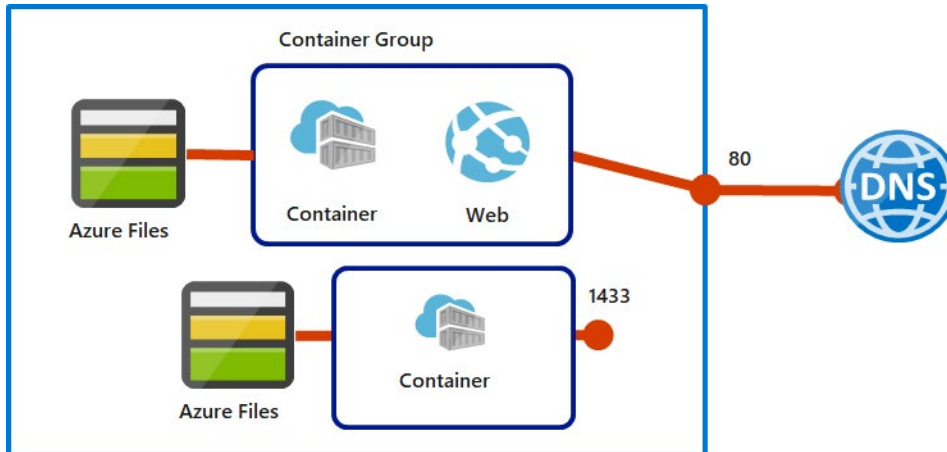 Container Group
Container
Web
Azure Files
80
DNS
1433
Container
Azure Files